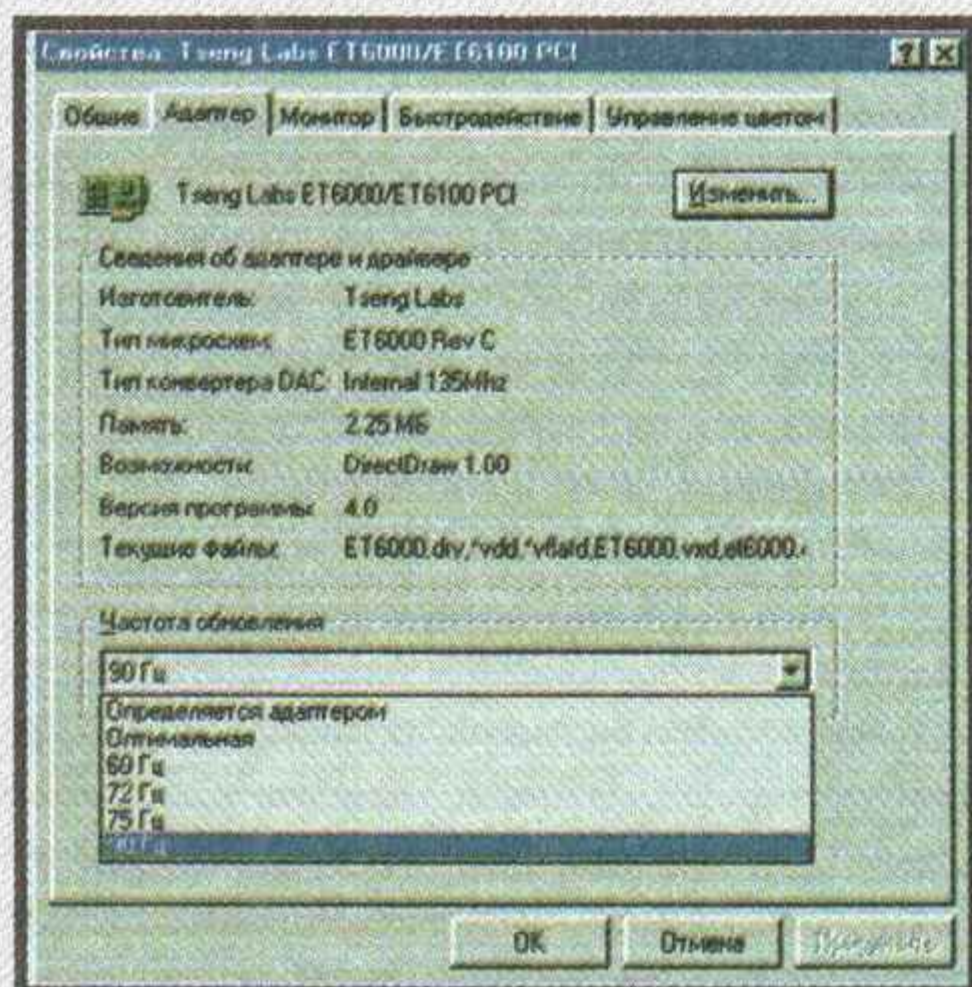 Свойства: Tseng Labs ET6000/ET6100 PCI
Общие Адаптер Монитор Быстродействие Управление цветом
Tseng Labs ET6000/ET6100 PCI Изменить...
Сведения об адаптере и драйвере
Изготовитель: Tseng Labs
Тип микросхем: ET6000 Rev C
Тип конвертера DAC: Internal 135Mhz
Память: 2.25 МБ
Возможности: DirectDraw 1.00
Версия программы: 4.0
Текущие файлы: ET6000.drv,*vdd,*vflatd,ET6000.vxd,et6000.
Частота обновления
90 Гц
Определяется адаптером
Оптимальная
60 Гц
72 Гц
75 Гц
90 Гц
OK Отмена Применить